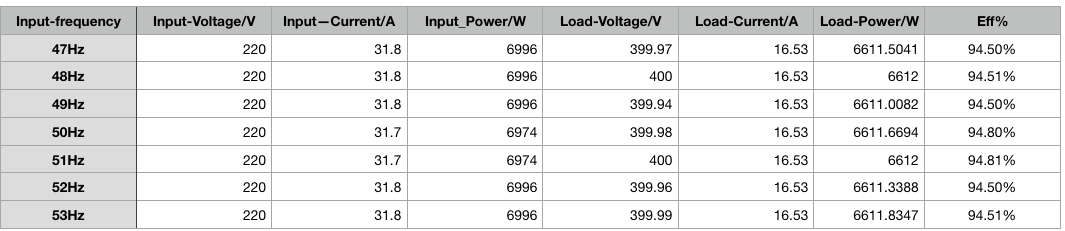 Input-frequency Input-Voltage/V Input—Current/A Input_Power/W Load-Voltage/V Load-Current/A Load-Power/W Eff%
47Hz 220 31.8 6996 399.97 16.53 6611.5041 94.50%
48Hz 220 31.8 6996 400 16.53 6612 94.51%
49Hz 220 31.8 6996 399.94 16.53 6611.0082 94.50%
50Hz 220 31.7 6974 399.98 16.53 6611.6694 94.80%
51Hz 220 31.7 6974 400 16.53 6612 94.81%
52Hz 220 31.8 6996 399.96 16.53 6611.3388 94.50%
53Hz 220 31.8 6996 399.99 16.53 6611.8347 94.51%